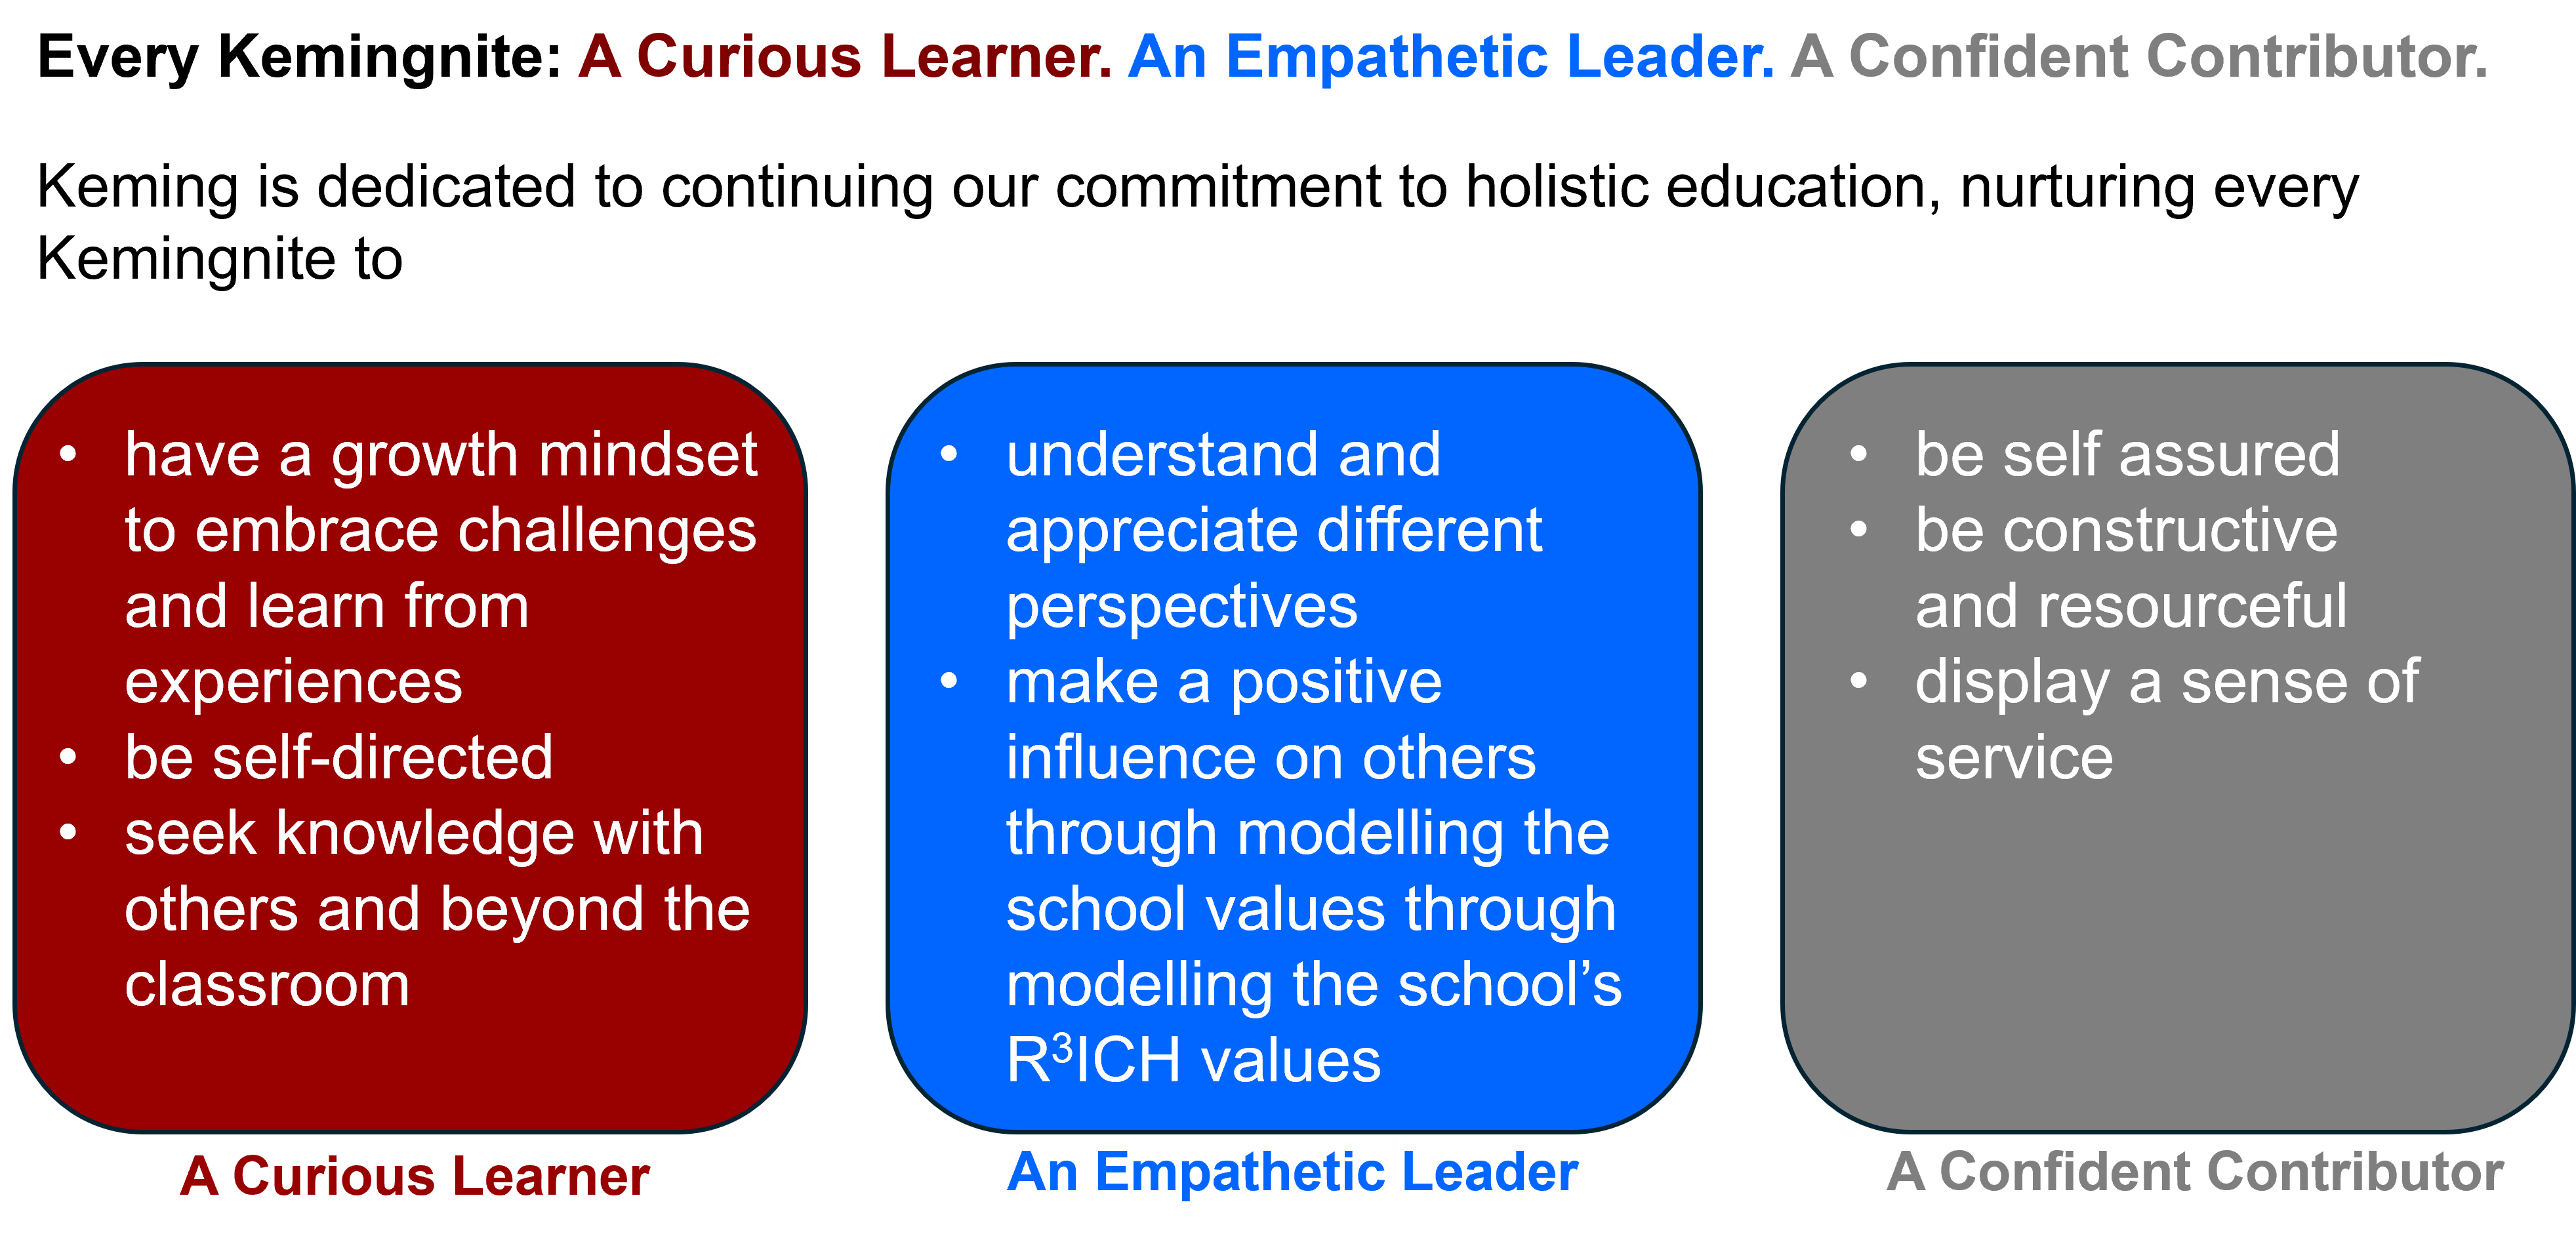 Every Kemingnite: A Curious Learner. An Empathetic Leader. A Confident Contributor.
Keming is dedicated to continuing our commitment to holistic education, nurturing every
Kemingnite to
• have a growth mindset
to embrace challenges
and learn from
experiences
• be self-directed
• seek knowledge with
others and beyond the
classroom
A Curious Learner
• understand and
appreciate different
perspectives
• make a positive
influence on others
through modelling the
school values through
modelling the school’s
R³ICH values
An Empathetic Leader
• be self assured
• be constructive
and resourceful
• display a sense of
service
A Confident Contributor